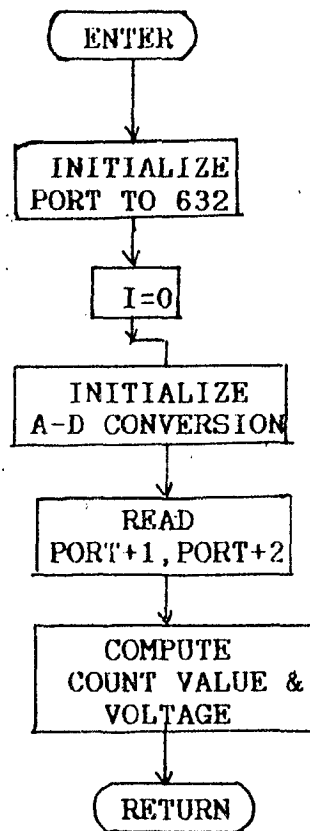 ENTER
INITIALIZE
PORT TO 632
I=0
INITIALIZE
A-D CONVERSION
READ
PORT+1, PORT+2
COMPUTE
COUNT VALUE &
VOLTAGE
RETURN